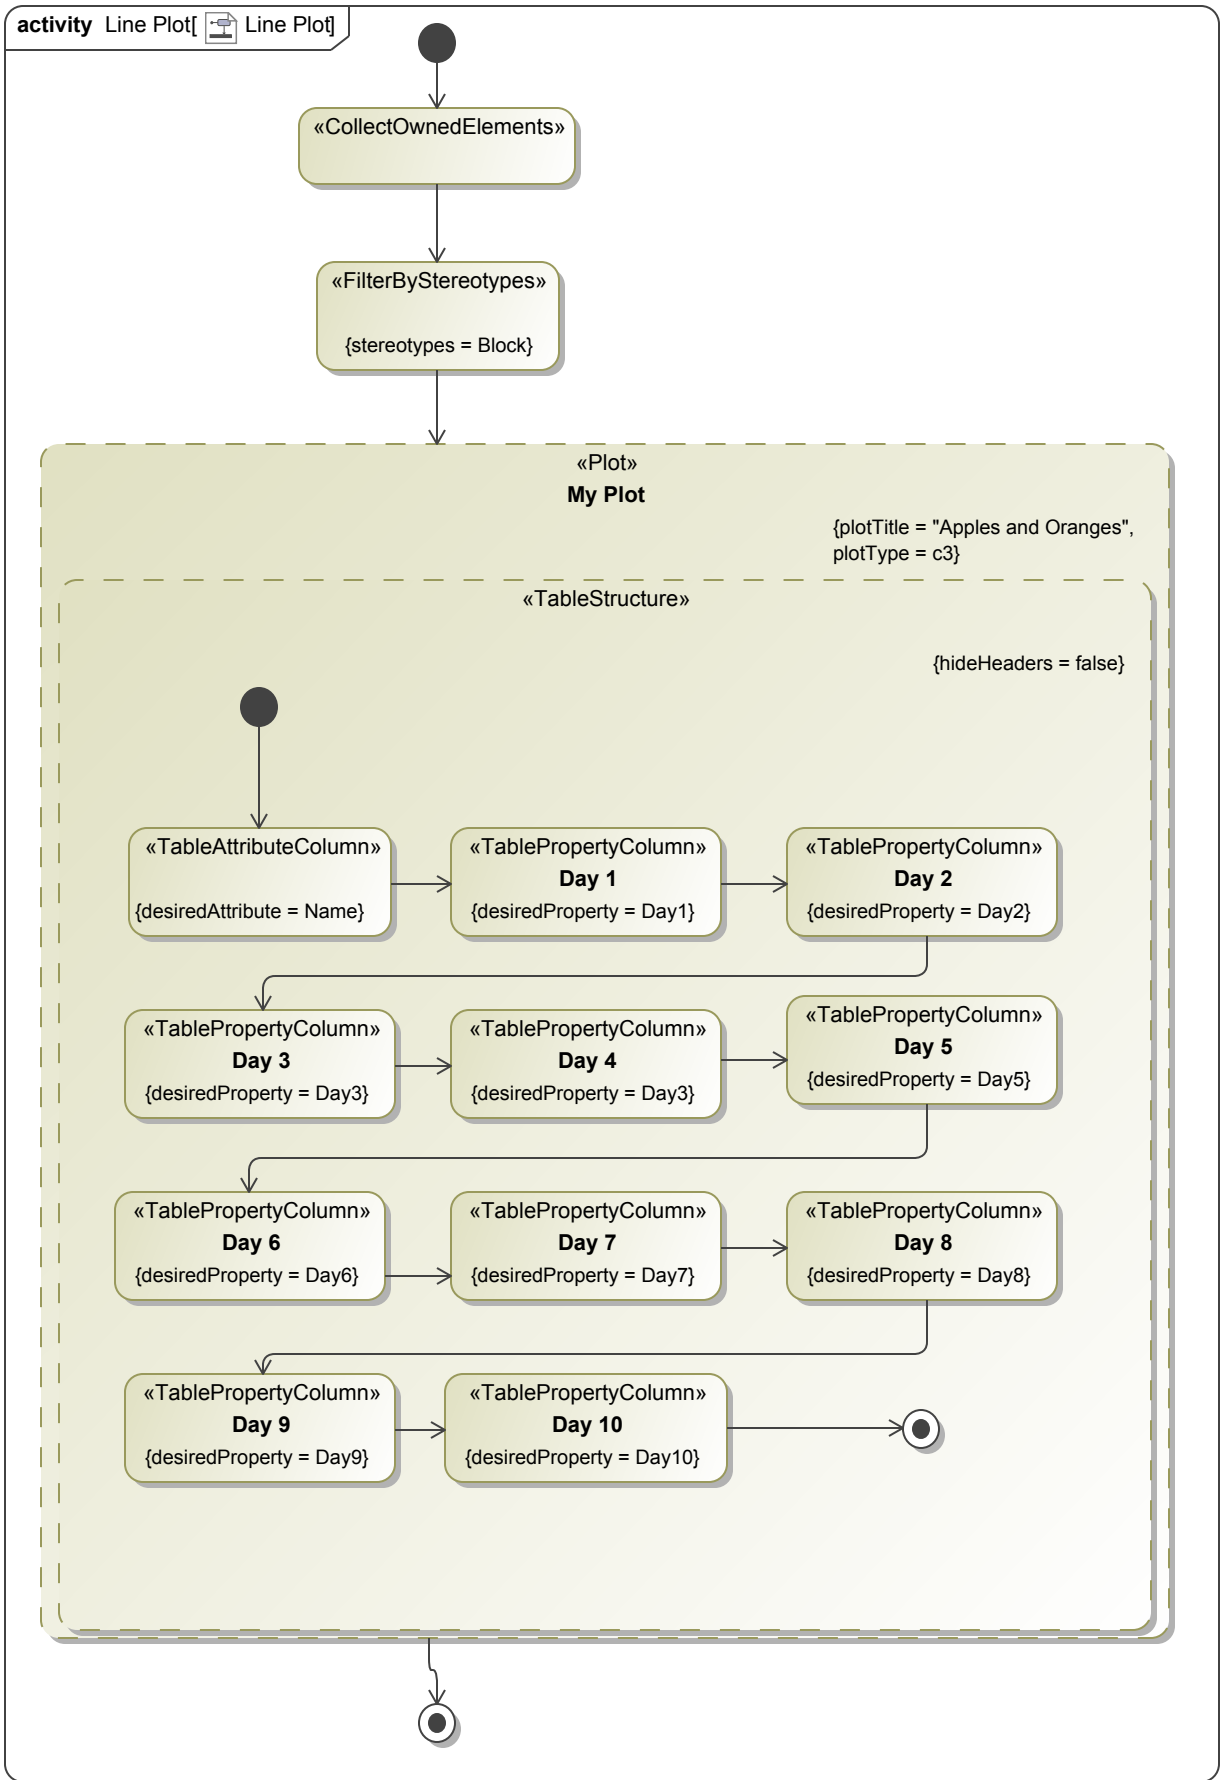 activity Line Plot[ Line Plot]
«CollectOwnedElements»
«FilterByStereotypes»
{stereotypes = Block}
«Plot»
My Plot
{plotTitle = "Apples and Oranges",
plotType = c3}
«TableStructure»
{hideHeaders = false}
«TableAttributeColumn»
{desiredAttribute = Name}
«TablePropertyColumn»
Day 1
{desiredProperty = Day1}
«TablePropertyColumn»
Day 2
{desiredProperty = Day2}
«TablePropertyColumn»
Day 3
{desiredProperty = Day3}
«TablePropertyColumn»
Day 4
{desiredProperty = Day3}
«TablePropertyColumn»
Day 5
{desiredProperty = Day5}
«TablePropertyColumn»
Day 6
{desiredProperty = Day6}
«TablePropertyColumn»
Day 7
{desiredProperty = Day7}
«TablePropertyColumn»
Day 8
{desiredProperty = Day8}
«TablePropertyColumn»
Day 9
{desiredProperty = Day9}
«TablePropertyColumn»
Day 10
{desiredProperty = Day10}